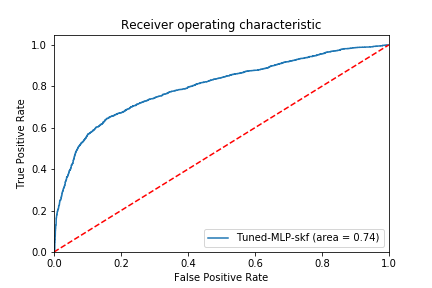 Receiver operating characteristic
True Positive Rate
1.0
0.8
0.6
0.4
0.2
0.0
Tuned-MLP-skf (area = 0.74)
0.0 0.2 0.4 0.6 0.8 1.0
False Positive Rate